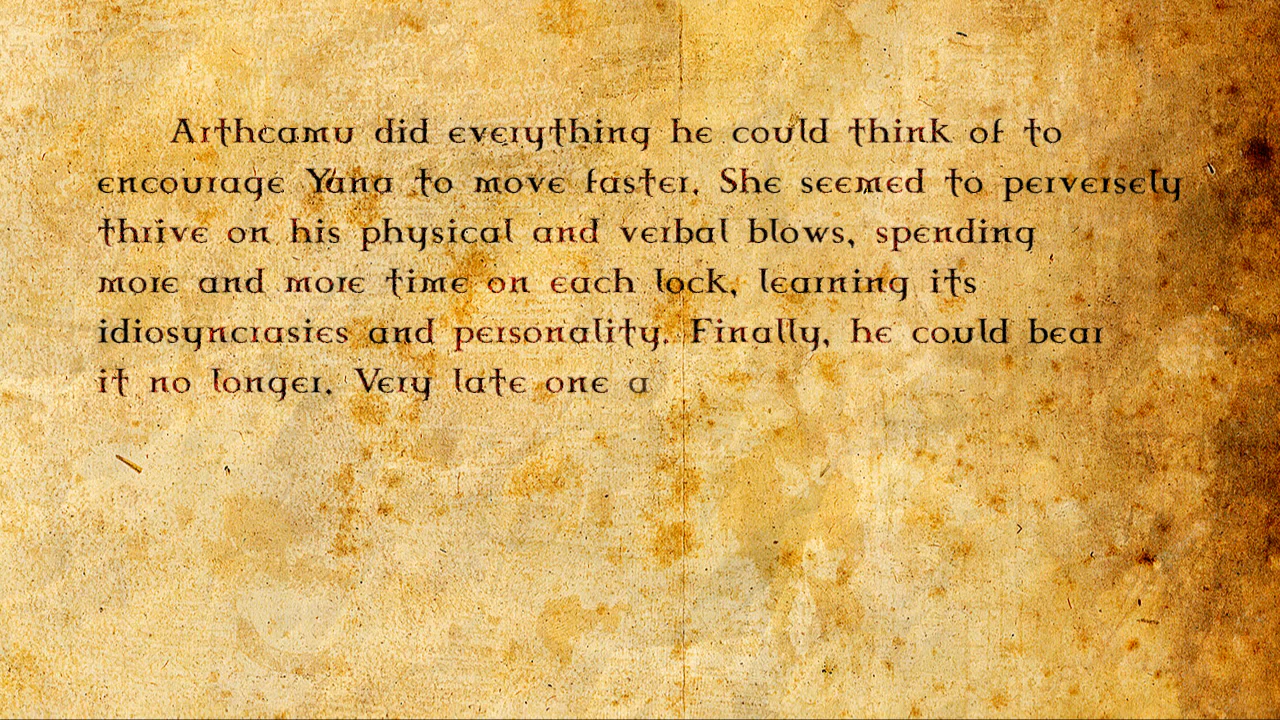 Artheamu did everything he could think of to
encourage Yana to move faster. She seemed to perversely
thrive on his physical and verbal blows, spending
more and more time on each lock, learning its
idiosyncrasies and personality. Finally, he could bear
it no longer. Very late one a